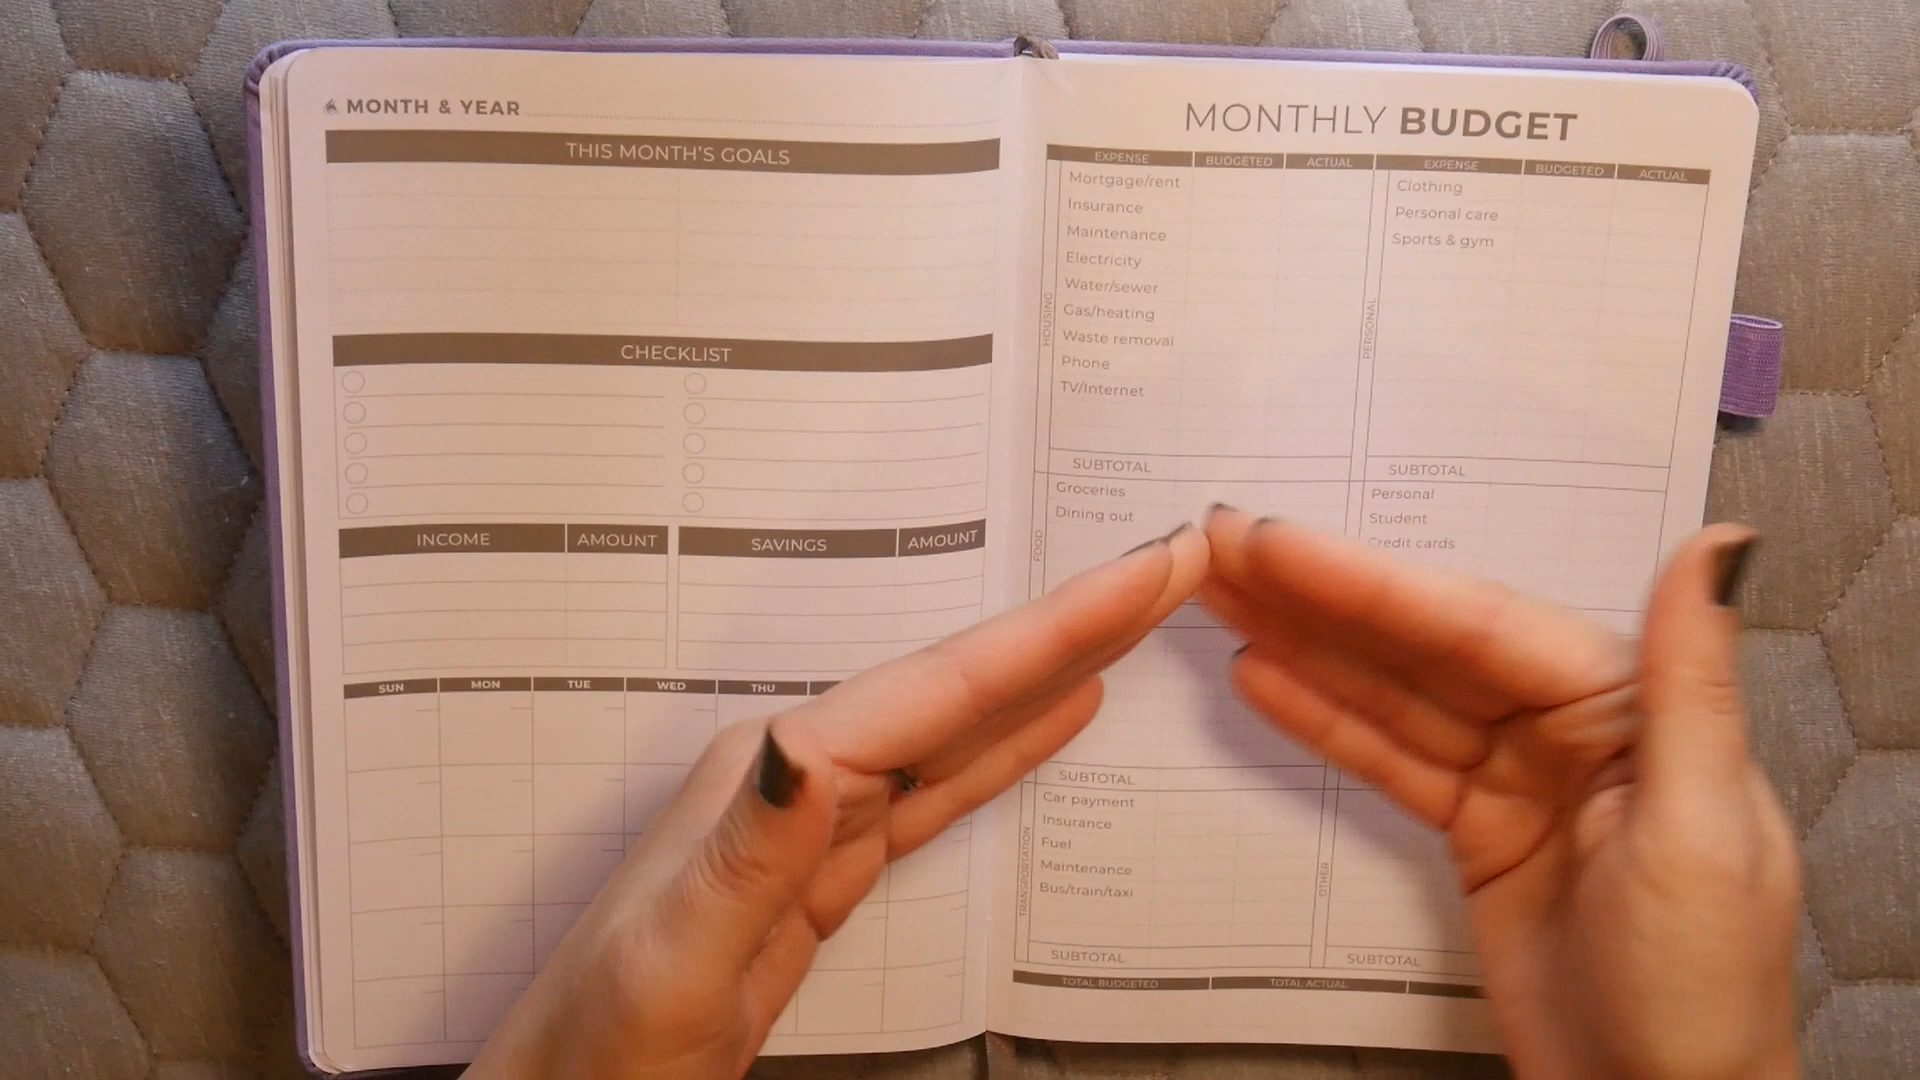 MONTH & YEAR
THIS MONTH'S GOALS
CHECKLIST
INCOME AMOUNT SAVINGS AMOUNT
SUN MON TUE WED THU
MONTHLY BUDGET
EXPENSE BUDGETED ACTUAL EXPENSE BUDGETED ACTUAL
HOUSING
Mortgage/rent
Insurance
Maintenance
Electricity
Water/sewer
Gas/heating
Waste removal
Phone
TV/Internet
SUBTOTAL
FOOD
Groceries
Dining out
SUBTOTAL
TRANSPORTATION
Car payment
Insurance
Fuel
Maintenance
Bus/train/taxi
SUBTOTAL
PERSONAL
Clothing
Personal care
Sports & gym
SUBTOTAL
Personal
Student
Credit cards
OTHER
SUBTOTAL
TOTAL BUDGETED TOTAL ACTUAL